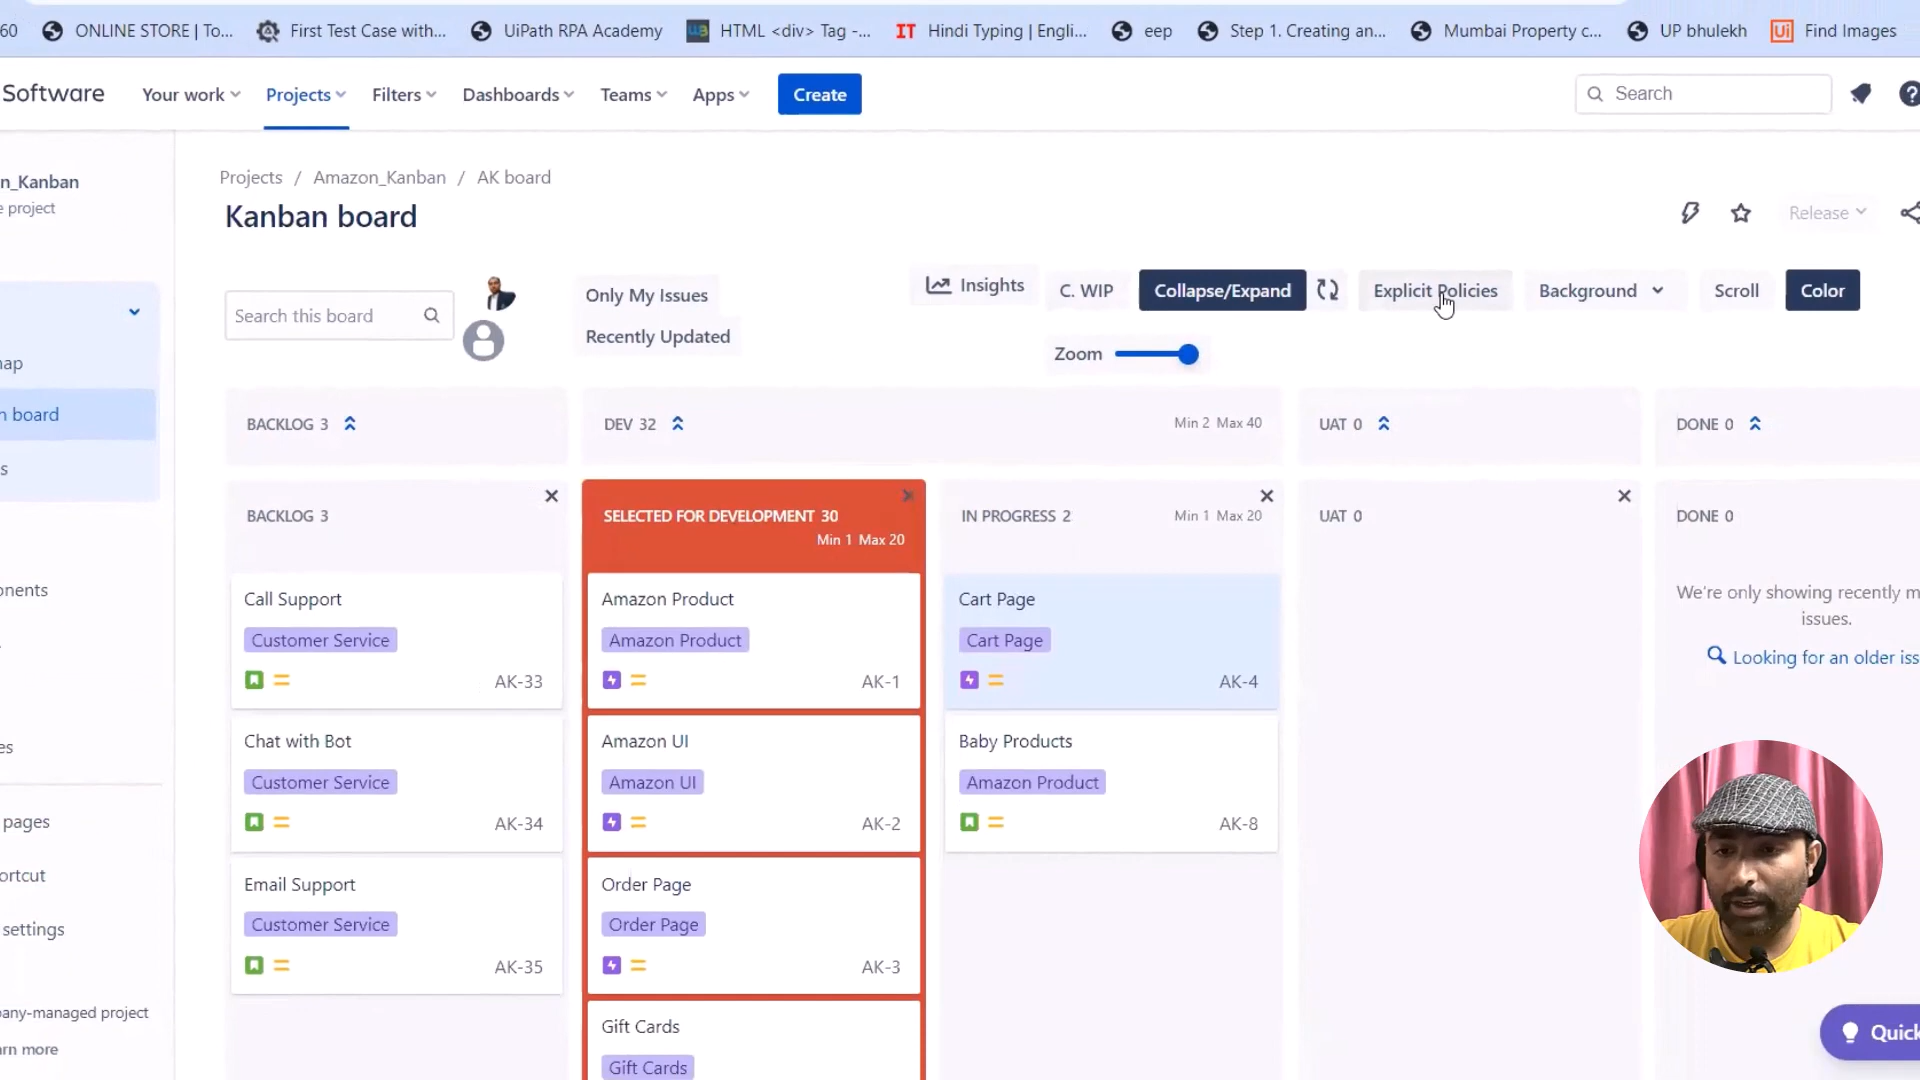 60
ONLINE STORE | To...
First Test Case with...
UiPath RPA Academy
HTML <div> Tag -...
IT Hindi Typing | Engli...
eep
Step 1. Creating an...
Mumbai Property c...
UP bhulekh
Ui Find Images
Software
Your work
Projects
Filters
Dashboards
Teams
Apps
Create
Search
n_Kanban
e project
ap
n board
s
onents
es
pages
ortcut
settings
any-managed project
rn more
Projects / Amazon_Kanban / AK board
Kanban board
Release
Search this board
Only My Issues
Recently Updated
Insights
C. WIP
Collapse/Expand
Explicit Policies
Background
Scroll
Color
Zoom
BACKLOG 3
DEV 32
Min 2 Max 40
UAT 0
DONE 0
BACKLOG 3
Call Support
Customer Service
AK-33
Chat with Bot
Customer Service
AK-34
Email Support
Customer Service
AK-35
SELECTED FOR DEVELOPMENT 30
Min 1 Max 20
Amazon Product
Amazon Product
AK-1
Amazon UI
Amazon UI
AK-2
Order Page
Order Page
AK-3
Gift Cards
Gift Cards
IN PROGRESS 2
Min 1 Max 20
Cart Page
Cart Page
AK-4
Baby Products
Amazon Product
AK-8
UAT 0
DONE 0
We're only showing recently m
issues.
Looking for an older iss
Quick